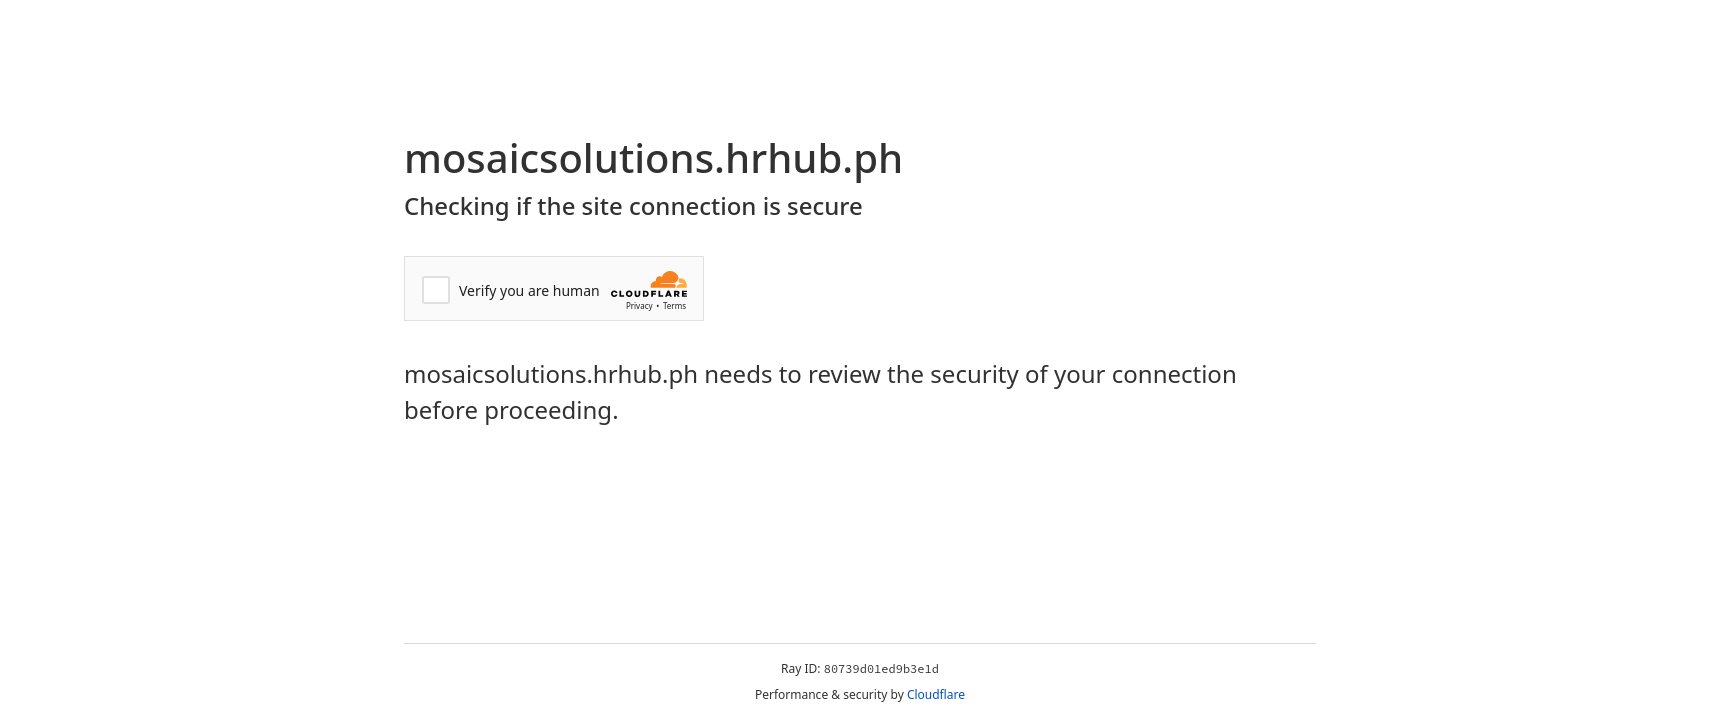 mosaicsolutions.hrhub.ph
Checking if the site connection is secure
Verify you are human
CLOUDFLARE
Privacy • Terms
mosaicsolutions.hrhub.ph needs to review the security of your connection
before proceeding.
Ray ID: 80739d01ed9b3e1d
Performance & security by Cloudflare